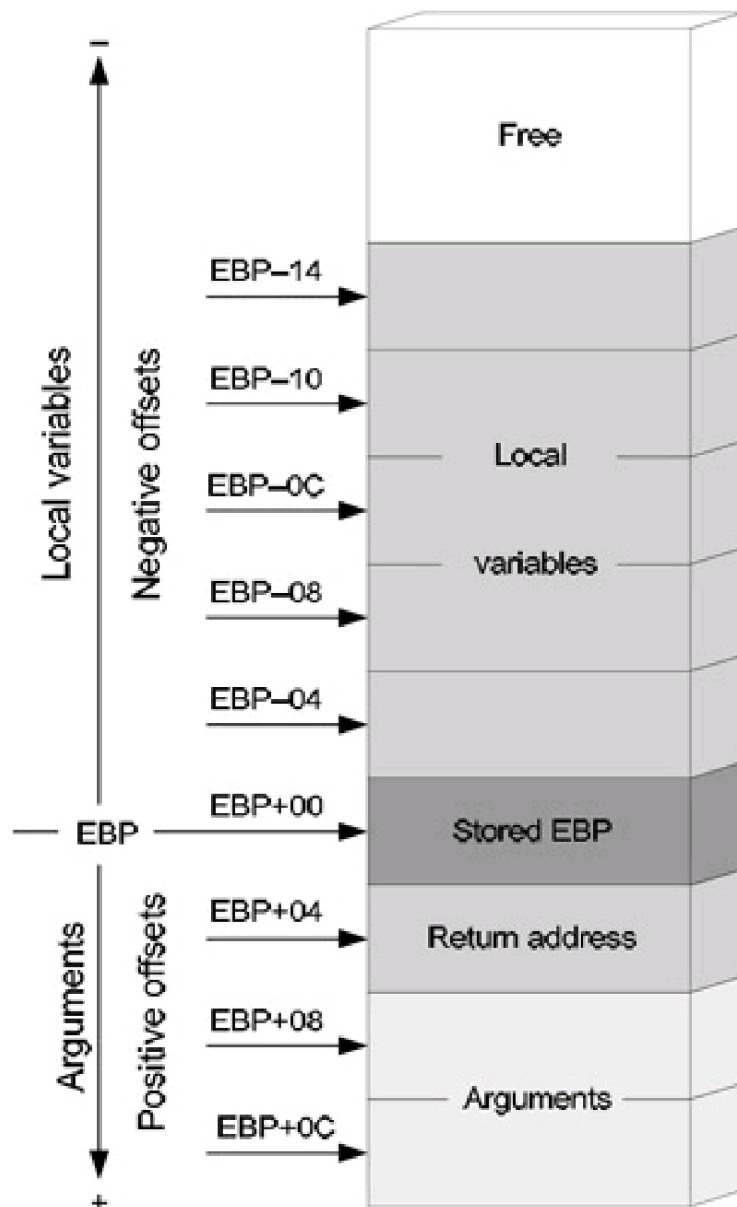 –
Free
EBP–14
EBP–10
Local
EBP–0C
variables
EBP–08
EBP–04
EBP+00
EBP
Stored EBP
EBP+04
Return address
EBP+08
Arguments
EBP+0C
+
Local variables
Negative offsets
Arguments
Positive offsets